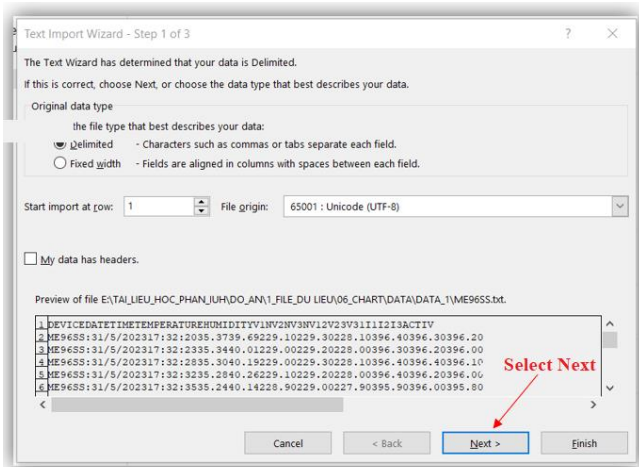 Text Import Wizard - Step 1 of 3
The Text Wizard has determined that your data is Delimited.
If this is correct, choose Next, or choose the data type that best describes your data.
Original data type
the file type that best describes your data:
Delimited - Characters such as commas or tabs separate each field.
Fixed width - Fields are aligned in columns with spaces between each field.
Start import at row: 1 File origin: 65001 : Unicode (UTF-8)
My data has headers.
Preview of file E:\TAI_LIEU_HOC_PHAN_IUH\DO_AN\1_FILE_DU LIEU\06_CHART\DATA\DATA_1\ME96SS.txt.
1 DEVICEDATETIMETEMPERATUREHUMIDITYV1NV2NV3NV12V23V31I1I2I3ACTIV
2 ME96SS:31/5/202317:32:2035.3739.69229.10229.30228.10396.40396.30396.20
3 ME96SS:31/5/202317:32:2335.3440.01229.00229.20228.00396.30396.20396.00
4 ME96SS:31/5/202317:32:2835.3040.19229.00229.30228.10396.40396.40396.10
5 ME96SS:31/5/202317:32:3235.2840.26229.10229.20228.00396.40396.20396.00
6 ME96SS:31/5/202317:32:3535.2440.14228.90229.00227.90395.90396.00395.80
Select Next
Cancel < Back Next > Finish